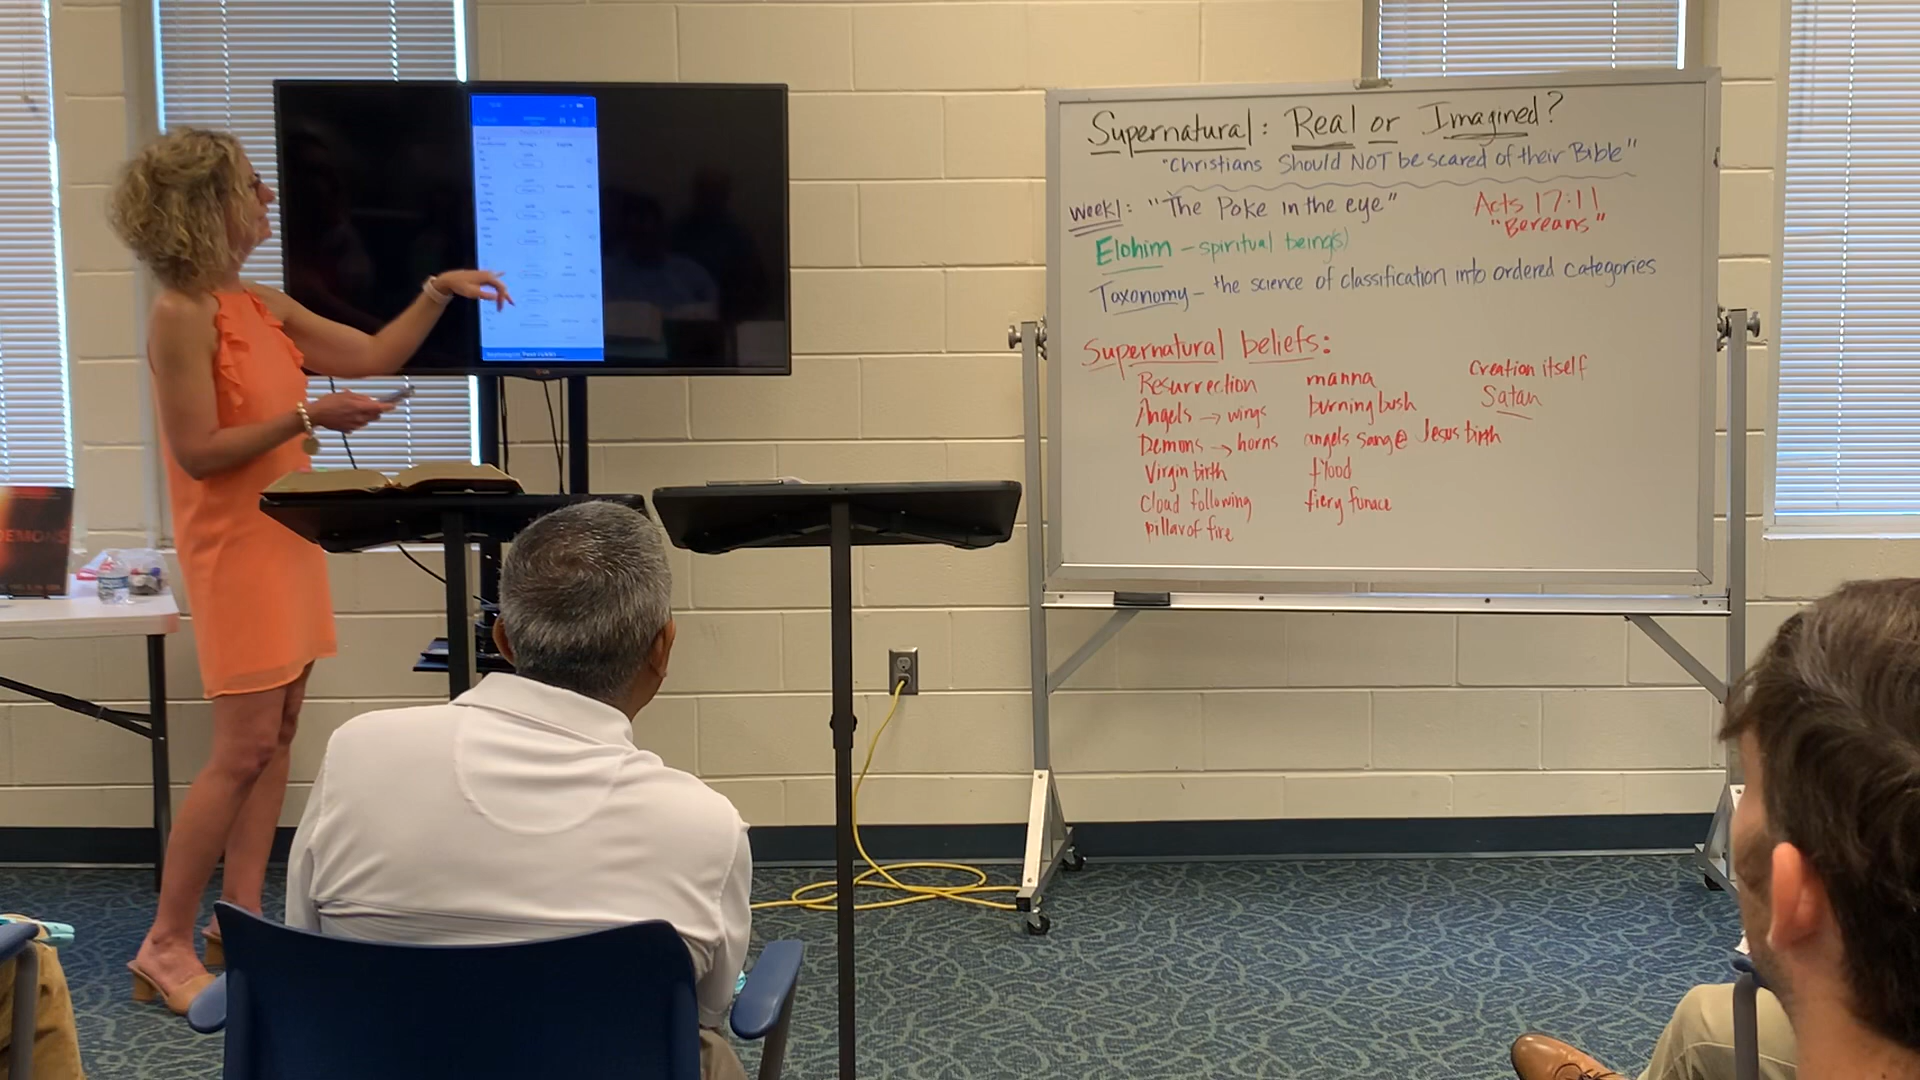 Supernatural: Real or Imagined?
"Christians Should NOT be scared of their Bible"
Week 1: "The Poke in the eye"
Acts 17:11
"Bereans"
Elohim - spiritual being(s)
Taxonomy - the science of classification into ordered categories
Supernatural beliefs:
Resurrection
Angels → wings
Demons → horns
Virgin birth
Cloud following
pillar of fire
manna
burning bush
angels sang @ Jesus birth
flood
fiery funace
Creation itself
Satan
DEMONS